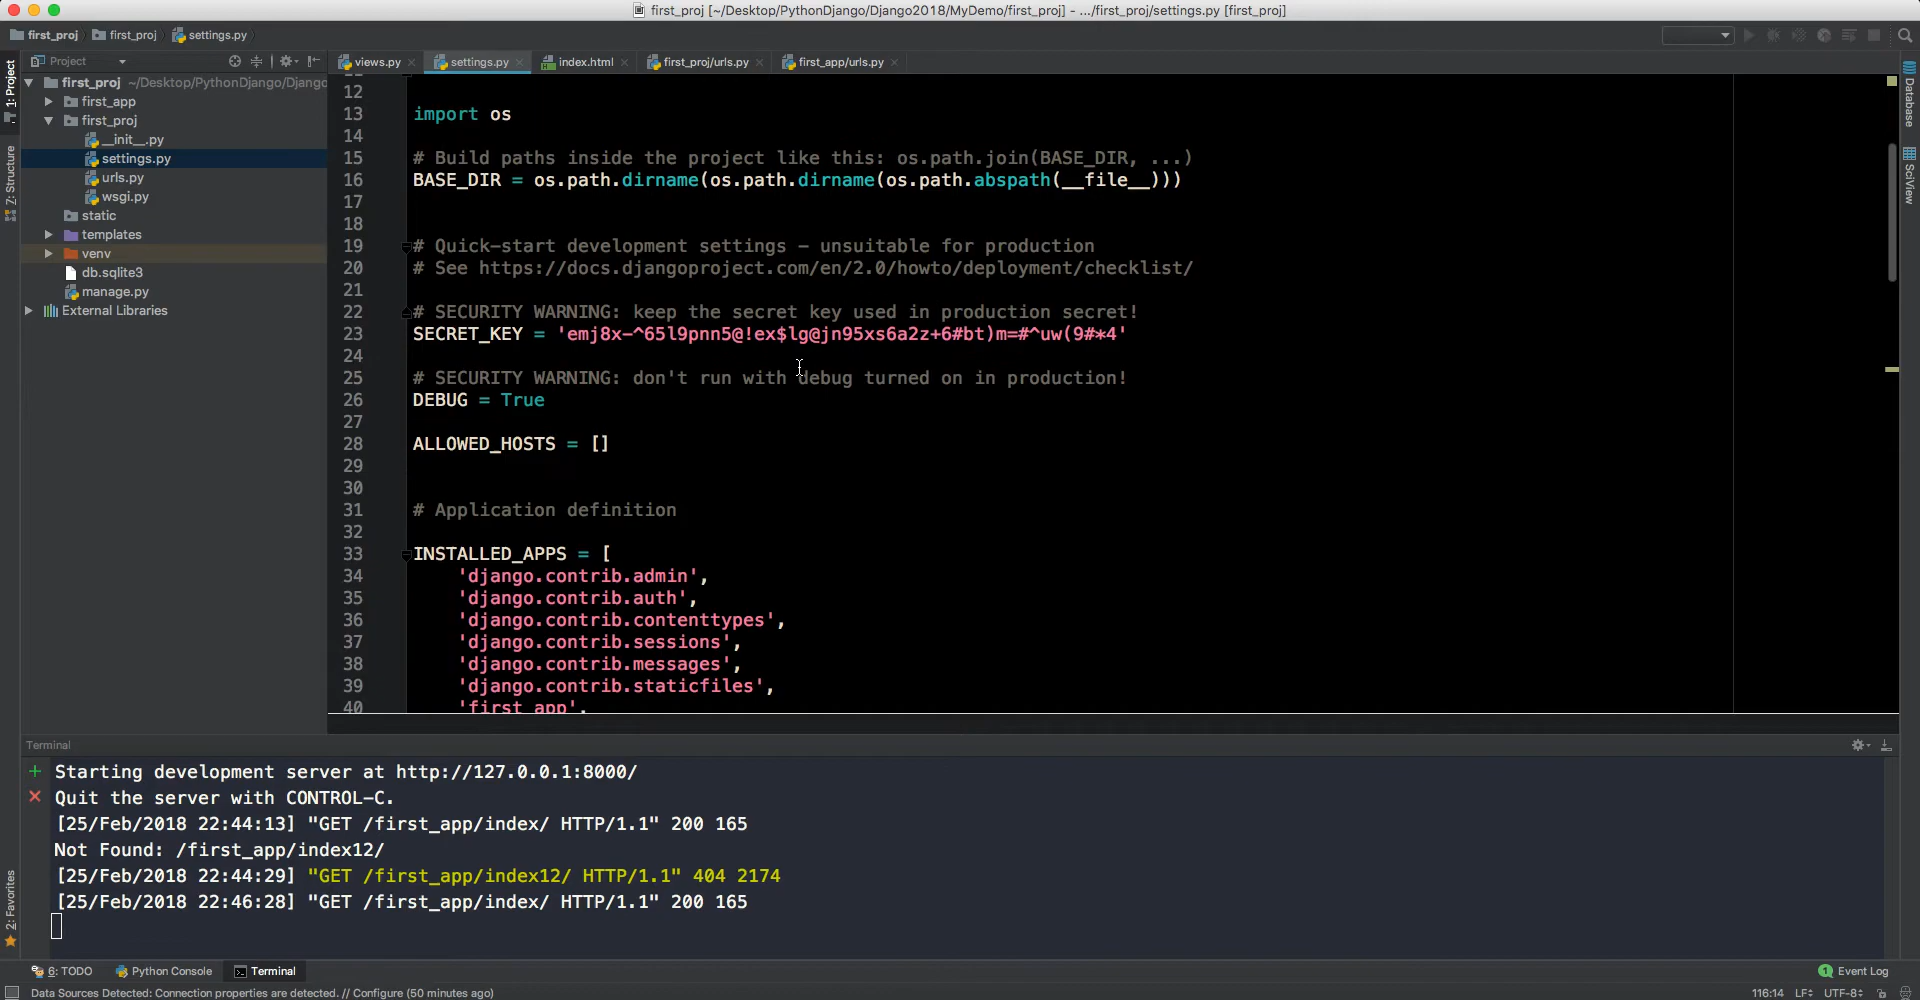 first_proj [~/Desktop/PythonDjango/Django2018/MyDemo/first_proj] - .../first_proj/settings.py [first_proj]
first_proj first_proj settings.py
Project
views.py settings.py index.html first_proj/urls.py first_app/urls.py
1: Project
Z: Structure
2: Favorites
Database
SciView
first_proj ~/Desktop/PythonDjango/Django
first_app
first_proj
__init__.py
settings.py
urls.py
wsgi.py
static
templates
venv
db.sqlite3
manage.py
External Libraries
12
13 import os
14
15 # Build paths inside the project like this: os.path.join(BASE_DIR, ...)
16 BASE_DIR = os.path.dirname(os.path.dirname(os.path.abspath(__file__)))
17
18
19 # Quick-start development settings - unsuitable for production
20 # See https://docs.djangoproject.com/en/2.0/howto/deployment/checklist/
21
22 # SECURITY WARNING: keep the secret key used in production secret!
23 SECRET_KEY = 'emj8x-^65l9pnn5@!ex$lg@jn95xs6a2z+6#bt)m=#^uw(9#*4'
24
25 # SECURITY WARNING: don't run with debug turned on in production!
26 DEBUG = True
27
28 ALLOWED_HOSTS = []
29
30
31 # Application definition
32
33 INSTALLED_APPS = [
34 'django.contrib.admin',
35 'django.contrib.auth',
36 'django.contrib.contenttypes',
37 'django.contrib.sessions',
38 'django.contrib.messages',
39 'django.contrib.staticfiles',
40 'first_app',
Terminal
Starting development server at http://127.0.0.1:8000/
Quit the server with CONTROL-C.
[25/Feb/2018 22:44:13] "GET /first_app/index/ HTTP/1.1" 200 165
Not Found: /first_app/index12/
[25/Feb/2018 22:44:29] "GET /first_app/index12/ HTTP/1.1" 404 2174
[25/Feb/2018 22:46:28] "GET /first_app/index/ HTTP/1.1" 200 165
6: TODO Python Console Terminal 1 Event Log
Data Sources Detected: Connection properties are detected. // Configure (50 minutes ago) 116:14 LF UTF-8